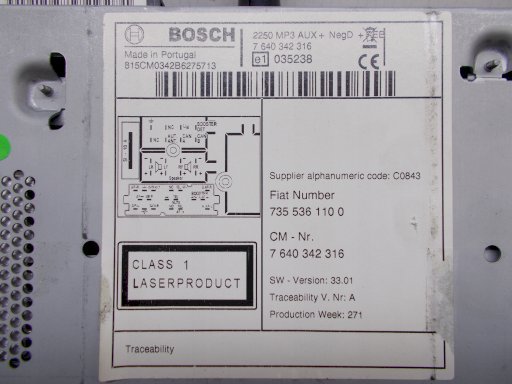 BOSCH
2250 MP3 AUX + NegD +
7 640 342 316
Made in Portugal
815CM0342B6275713
e1 035238
CE
Supplier alphanumeric code: C0843
Fiat Number
735 536 110 0
CM - Nr.
7 640 342 316
CLASS 1
LASERPRODUCT
SW - Version: 33.01
Traceability V. Nr: A
Production Week: 271
Traceability